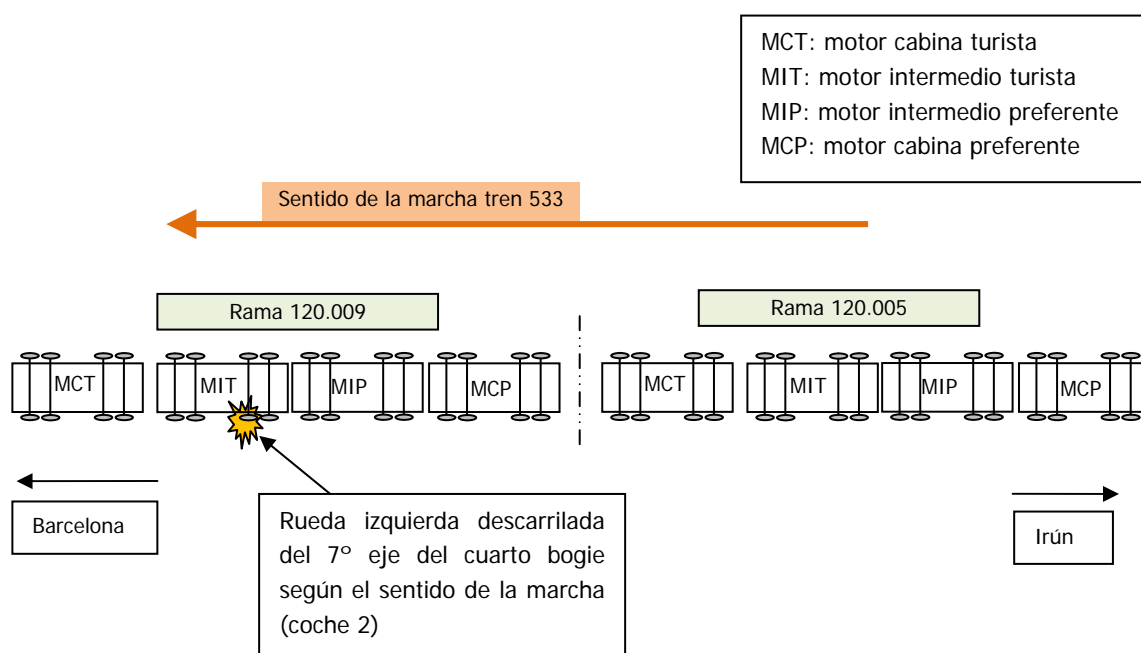 MCT: motor cabina turista
MIT: motor intermedio turista
MIP: motor intermedio preferente
MCP: motor cabina preferente
Sentido de la marcha tren 533
Rama 120.009
Rama 120.005
MCT
MIT
MIP
MCP
MCT
MIT
MIP
MCP
Barcelona
Irún
Rueda izquierda descarrilada
del 7º eje del cuarto bogie
según el sentido de la marcha
(coche 2)